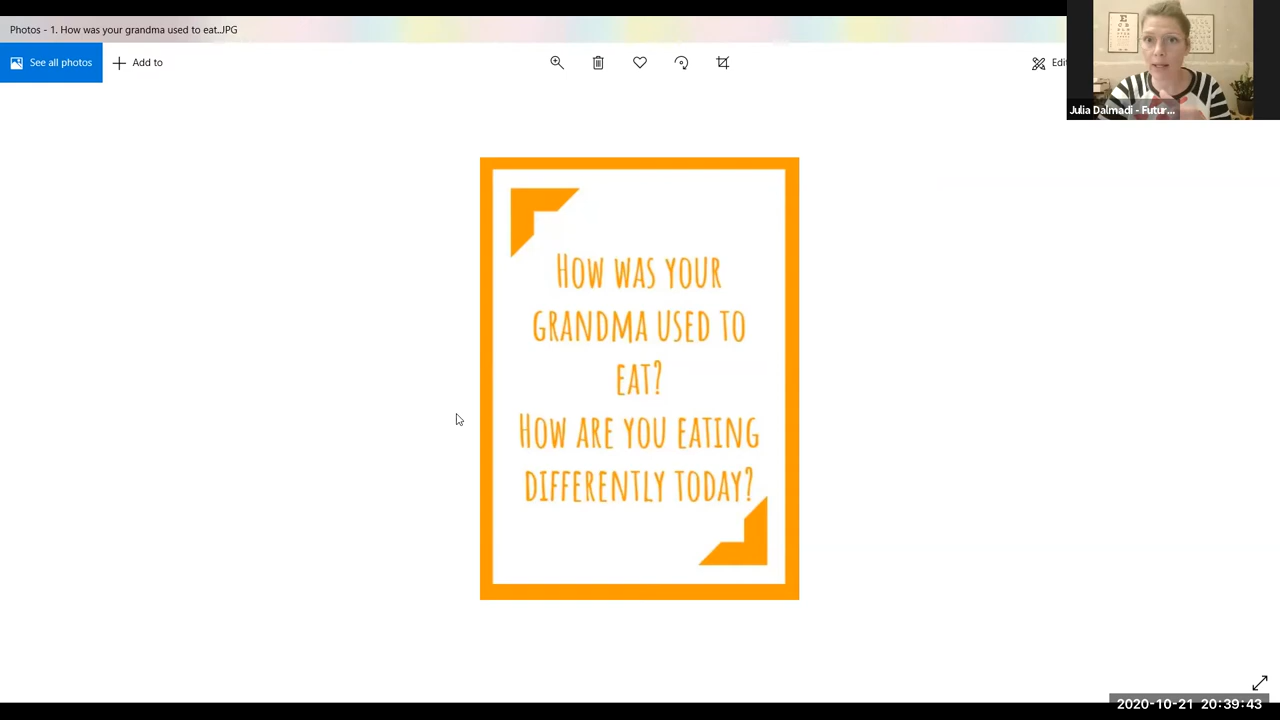 Photos - 1. How was your grandma used to eat..JPG
See all photos
Add to
Edit
Julia Dalmadi - Futur...
HOW WAS YOUR
GRANDMA USED TO
EAT?
HOW ARE YOU EATING
DIFFERENTLY TODAY?
2020-10-21 20:39:43